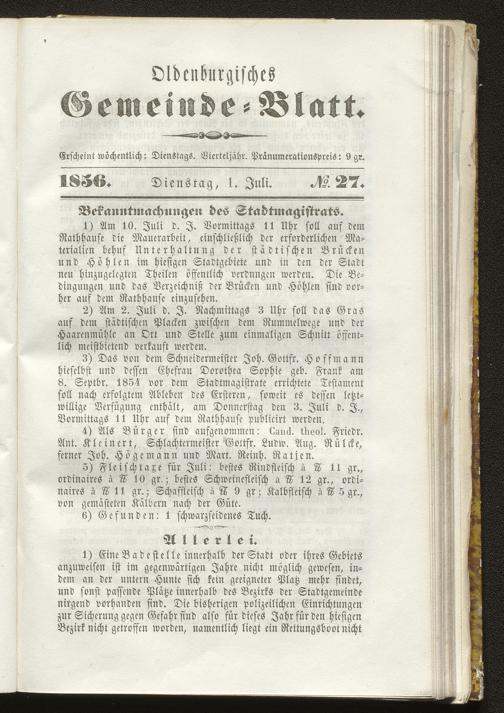 Oldenburgisches
Gemeinde-Blatt.
Erscheint wöchentlich: Dienstags. Vierteljähr. Pränumerationspreis: 9 gr.
1856. Dienstag, 1. Juli. №. 27.
Bekanntmachungen des Stadtmagistrats.
1) Am 10. Juli d. J. Vormittags 11 Uhr soll auf dem
Rathhause die Mauerarbeit, einschließlich der erforderlichen Ma-
terialien behuf Unterhaltung der städtischen Brücken
und Höhlen im hiesigen Stadtgebiete und in den der Stadt
neu hinzugelegten Theilen öffentlich verdungen werden. Die Be-
dingungen und das Verzeichniß der Brücken und Höhlen sind vor-
her auf dem Rathhause einzusehen.
2) Am 2. Juli d. J. Nachmittags 3 Uhr soll das Gras
auf dem städtischen Placken zwischen dem Rummelwege und der
Haarenmühle an Ort und Stelle zum einmaligen Schnitt öffent-
lich meistbietend verkauft werden.
3) Das von dem Schneidermeister Joh. Gottfr. Hoffmann
hieselbst und dessen Ehefrau Dorothea Sophie geb. Frank am
8. Septbr. 1854 vor dem Stadtmagistrate errichtete Testament
soll nach erfolgtem Ableben des Ersteren, soweit es dessen letzt-
willige Verfügung enthält, am Donnerstag den 3. Juli d. J.,
Vormittags 11 Uhr auf dem Rathhause publicirt werden.
4) Als Bürger sind aufgenommen: Cand. theol. Friedr.
Ant. Kleinert, Schlachtermeister Gottfr. Ludw. Aug. Rülcke,
ferner Joh. Högemann und Mart. Reinh. Ratjen.
5) Fleischtaxe für Juli: bestes Rindfleisch à ℔ 11 gr.,
ordinaires à ℔ 10 gr.; bestes Schweinefleisch à ℔ 12 gr., ordi-
naires à ℔ 11 gr.; Schaffleisch à ℔ 9 gr; Kalbfleisch à ℔ 5 gr.,
von gemästeten Kälbern nach der Güte.
6) Gefunden: 1 schwarzseidenes Tuch.
Allerlei.
1) Eine Badestelle innerhalb der Stadt oder ihres Gebiets
anzuweisen ist im gegenwärtigen Jahre nicht möglich gewesen, in-
dem an der untern Hunte sich kein geeigneter Platz mehr findet,
und sonst passende Plätze innerhalb des Bezirks der Stadtgemeinde
nirgend vorhanden sind. Die bisherigen polizeilichen Einrichtungen
zur Sicherung gegen Gefahr sind also für dieses Jahr für den hiesigen
Bezirk nicht getroffen worden, namentlich liegt ein Rettungsboot nicht